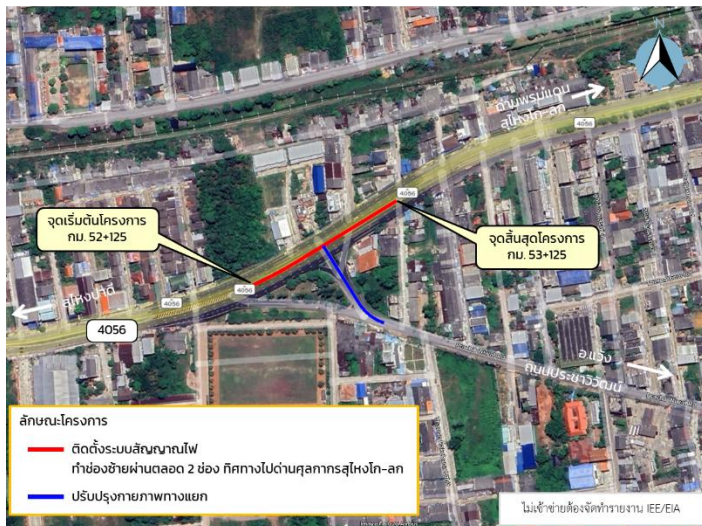 N
ด่านพรมแดน
สุไหงโก-ลก
4056
4056
จุดเริ่มต้นโครงการ
กม. 52+125
จุดสิ้นสุดโครงการ
กม. 53+125
4056
4056
สุไหงปาดี
4056
อ.แว้ง
ถนนประชาวิวัฒน์
ลักษณะโครงการ
ติดตั้งระบบสัญญาณไฟ
ทำช่องซ้ายผ่านตลอด 2 ช่อง ทิศทางไปด่านศุลกากรสุไหงโก-ลก
ปรับปรุงกายภาพทางแยก
ไม่เข้าข่ายต้องจัดทำรายงาน IEE/EIA